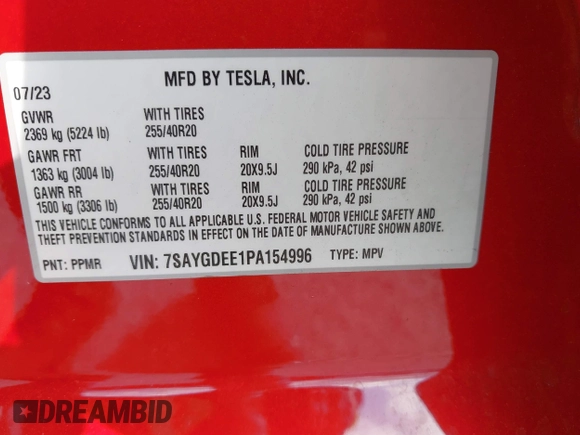 07/23 MFD BY TESLA, INC.
GVWR WITH TIRES
2369 kg (5224 lb) 255/40R20
GAWR FRT WITH TIRES RIM COLD TIRE PRESSURE
1363 kg (3004 lb) 255/40R20 20X9.5J 290 kPa, 42 psi
GAWR RR WITH TIRES RIM COLD TIRE PRESSURE
1500 kg (3306 lb) 255/40R20 20X9.5J 290 kPa, 42 psi
THIS VEHICLE CONFORMS TO ALL APPLICABLE U.S. FEDERAL MOTOR VEHICLE SAFETY AND
THEFT PREVENTION STANDARDS IN EFFECT ON THE DATE OF MANUFACTURE SHOWN ABOVE.
PNT: PPMR VIN: 7SAYGDEE1PA154996 TYPE: MPV
DREAMBID